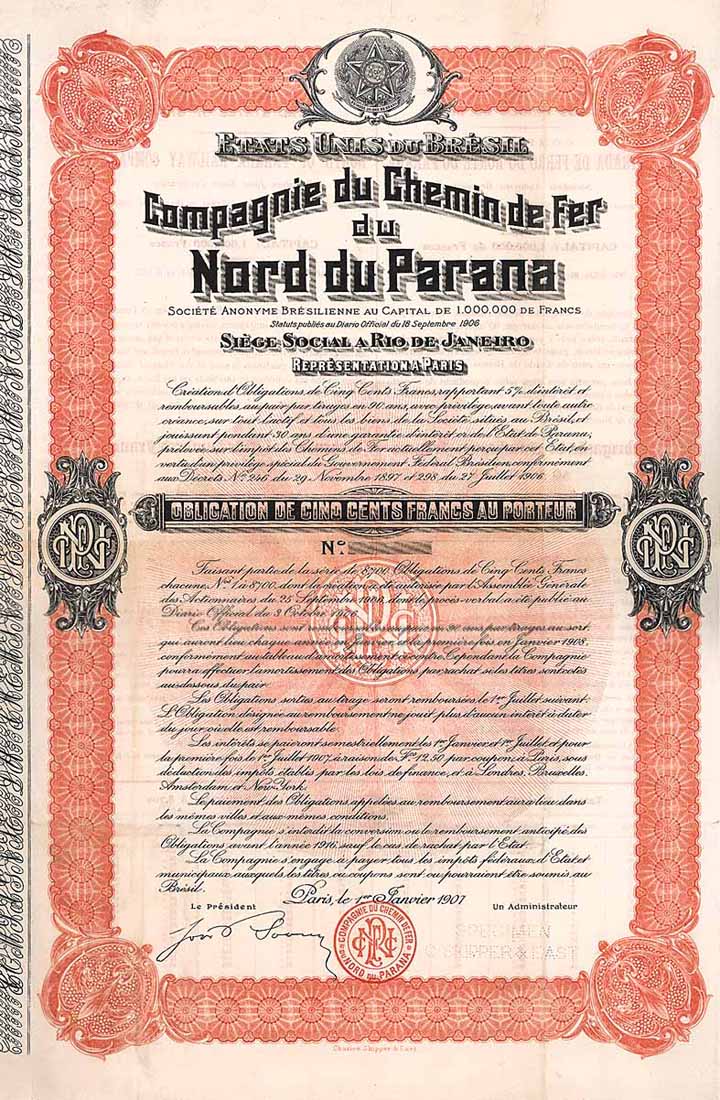 ETATS UNIS DU BRÉSIL
Compagnie du Chemin de Fer
du
Nord du Parana
SOCIÉTÉ ANONYME BRÉSILIENNE AU CAPITAL DE 1.000.000 DE FRANCS
Statuts publiés au Diario Official du 18 Septembre 1906
SIÈGE SOCIAL A RIO DE JANEIRO
REPRÉSENTATION A PARIS
Création d'Obligations de Cinq Cents Francs, rapportant 5% d'intérêt et
remboursables au pair par tirages en 90 ans, avec privilège, avant toute autre
créance, sur tout l'actif et tous les biens de la Société situés au Brésil, et
jouissant pendant 30 ans d'une garantie d'intérêt or de l'Etat de Parana,
prélevée sur l'impôt des Chemins de Fer actuellement perçu par cet Etat, en
vertu d'un privilège spécial du Gouvernement Fédéral Brésilien, conformément
aux Décrets Nº 246 du 29 Novembre 1897 et 298 du 27 Juillet 1906.
OBLIGATION DE CINQ CENTS FRANCS AU PORTEUR
Nº
Faisant partie de la série de 8700 Obligations de Cinq Cents Francs
chacune, Nº 1 à 8700, dont la création a été autorisée par l'Assemblée Générale
des Actionnaires du 25 Septembre 1906, dont le procès-verbal a été publié au
Diario Official du 3 Octobre
Ces Obligations sont remboursables au pair en 90 ans par tirages au sort,
qui auront lieu chaque année en Janvier et la première fois en Janvier 1908,
conformément au tableau d'amortissement ci-contre. Cependant la Compagnie
pourra effectuer l'amortissement des Obligations par rachat si les titres sont cotés
au dessous du pair.
Les Obligations sorties au tirage seront remboursées le 1er Juillet suivant.
L'Obligation désignée au remboursement ne jouit plus d'aucun intérêt à dater
du jour où elle est remboursable.
Les intérêts se paieront semestriellement les 1er Janvier et 1er Juillet et pour
la première fois le 1er Juillet 1907, à raison de Frs 12.50 par coupon, à Paris, sous
déduction des impôts établis par les lois de finance, et à Londres, Bruxelles,
Amsterdam et New-York.
Le paiement des Obligations appelées au remboursement aura lieu dans
les mêmes villes et aux mêmes conditions.
La Compagnie s'interdit la conversion ou le remboursement anticipé des
Obligations avant l'année 1916, sauf le cas de rachat par l'Etat.
La Compagnie s'engage à payer tous les impôts fédéraux d'Etat et
municipaux auxquels les titres ou coupons sont ou pourraient être soumis au
Brésil.
Paris, le 1er Janvier 1907
Le Président
Un Administrateur
COMPAGNIE DU CHEMIN DE FER
DU NORD DU PARANA
SPECIMEN
C. SKIPPER & EAST
Charles Skipper & East